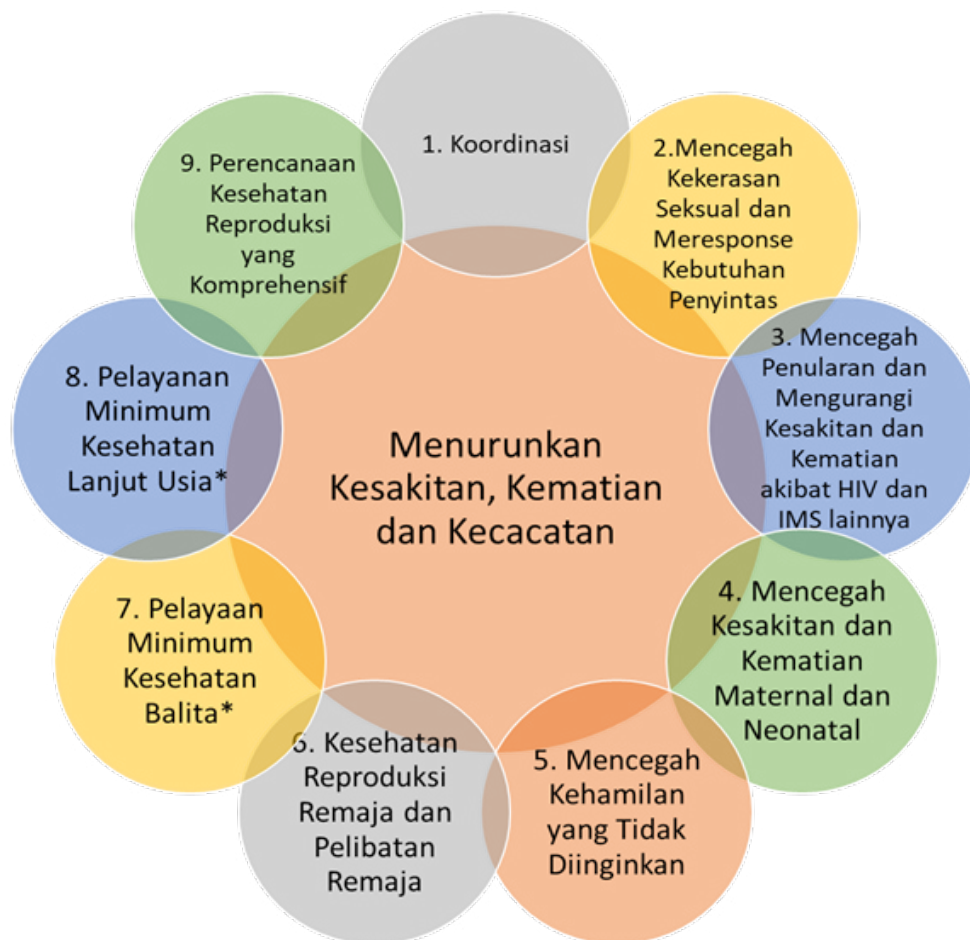 1. Koordinasi
2.Mencegah
Kekerasan
Seksual dan
Meresponse
Kebutuhan
Penyintas
3. Mencegah
Penularan dan
Mengurangi
Kesakitan dan
Kematian
akibat HIV dan
IMS lainnya
4. Mencegah
Kesakitan dan
Kematian
Maternal dan
Neonatal
5. Mencegah
Kehamilan
yang Tidak
Diinginkan
6. Kesehatan
Reproduksi
Remaja dan
Pelibatan
Remaja
7. Pelayaan
Minimum
Kesehatan
Balita*
8. Pelayanan
Minimum
Kesehatan
Lanjut Usia*
9. Perencanaan
Kesehatan
Reproduksi
yang
Komprehensif
Menurunkan
Kesakitan, Kematian
dan Kecacatan